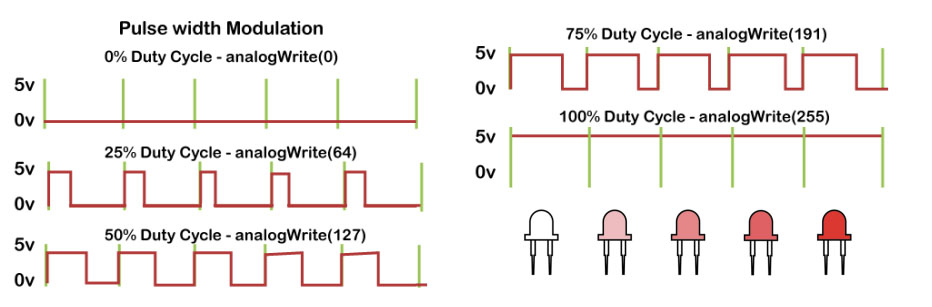 Pulse width Modulation
0% Duty Cycle - analogWrite(0)
5v
0v
25% Duty Cycle - analogWrite(64)
5v
0v
50% Duty Cycle - analogWrite(127)
5v
0v
75% Duty Cycle - analogWrite(191)
5v
0v
100% Duty Cycle - analogWrite(255)
5v
0v